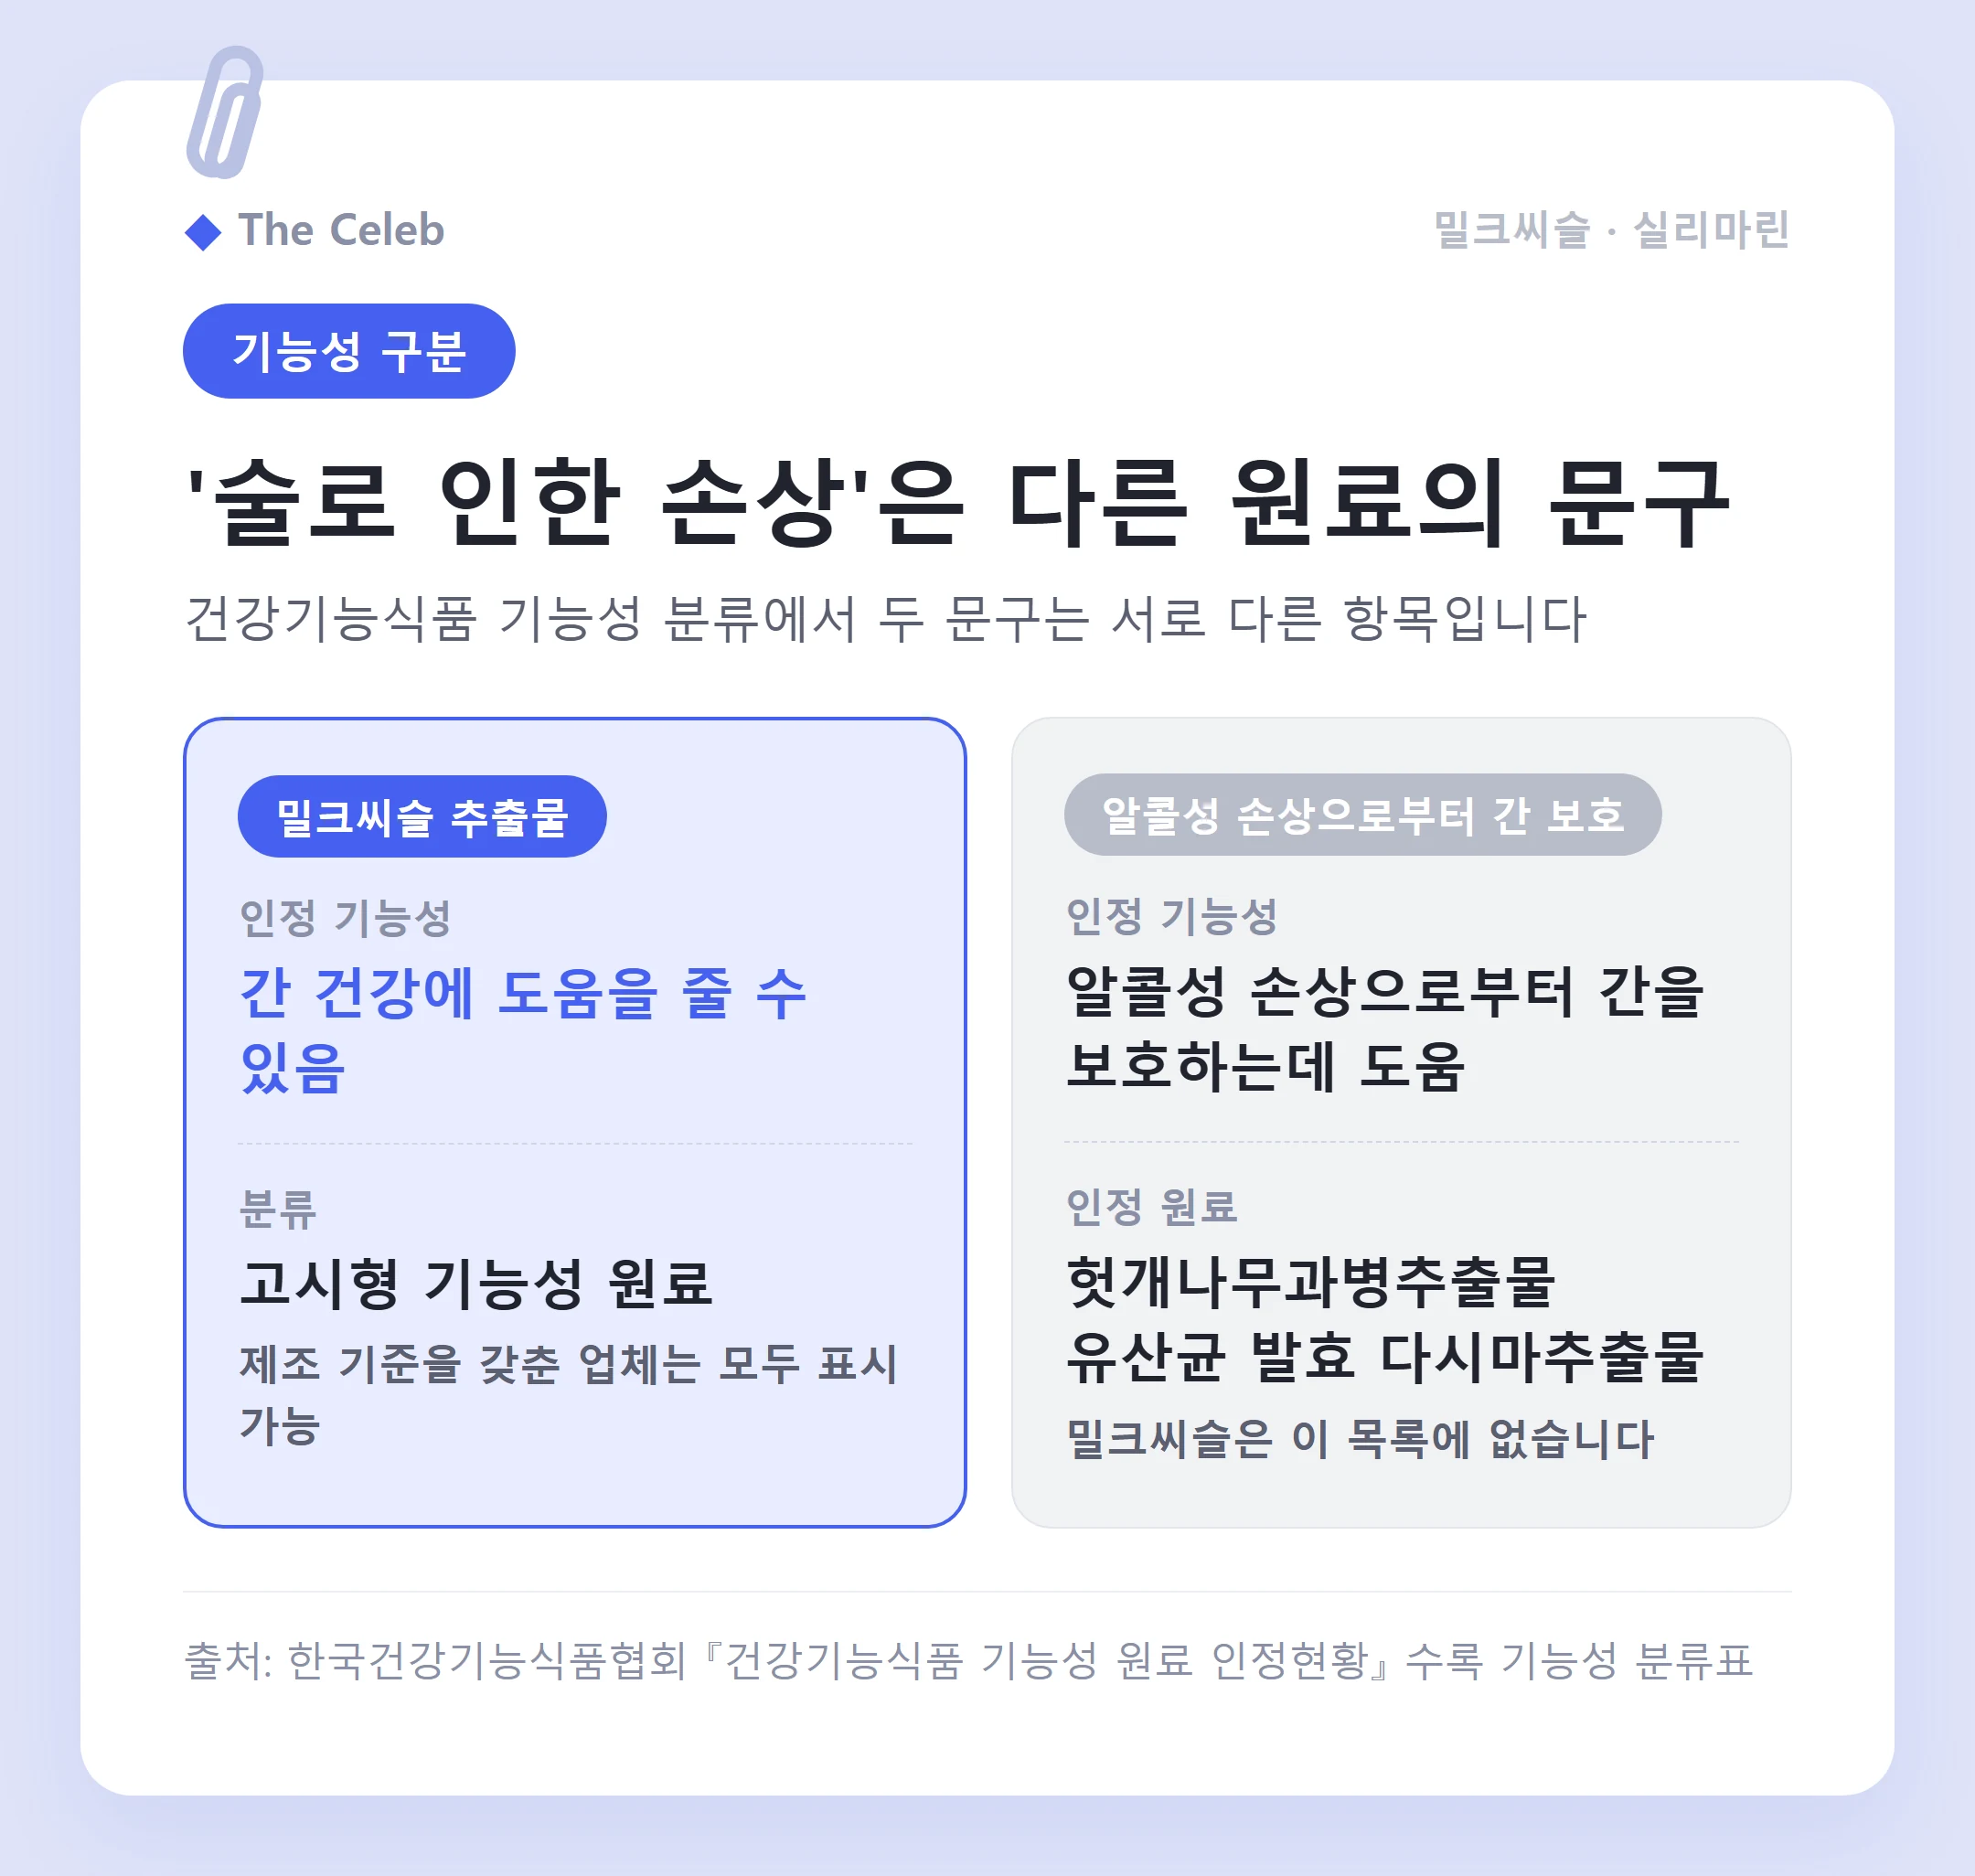 The Celeb
밀크씨슬 · 실리마린
기능성 구분
'술로 인한 손상'은 다른 원료의 문구
건강기능식품 기능성 분류에서 두 문구는 서로 다른 항목입니다
밀크씨슬 추출물
인정 기능성
간 건강에 도움을 줄 수
있음
분류
고시형 기능성 원료
제조 기준을 갖춘 업체는 모두 표시
가능
알콜성 손상으로부터 간 보호
인정 기능성
알콜성 손상으로부터 간을
보호하는데 도움
인정 원료
헛개나무과병추출물
유산균 발효 다시마추출물
밀크씨슬은 이 목록에 없습니다
출처: 한국건강기능식품협회 『건강기능식품 기능성 원료 인정현황』 수록 기능성 분류표